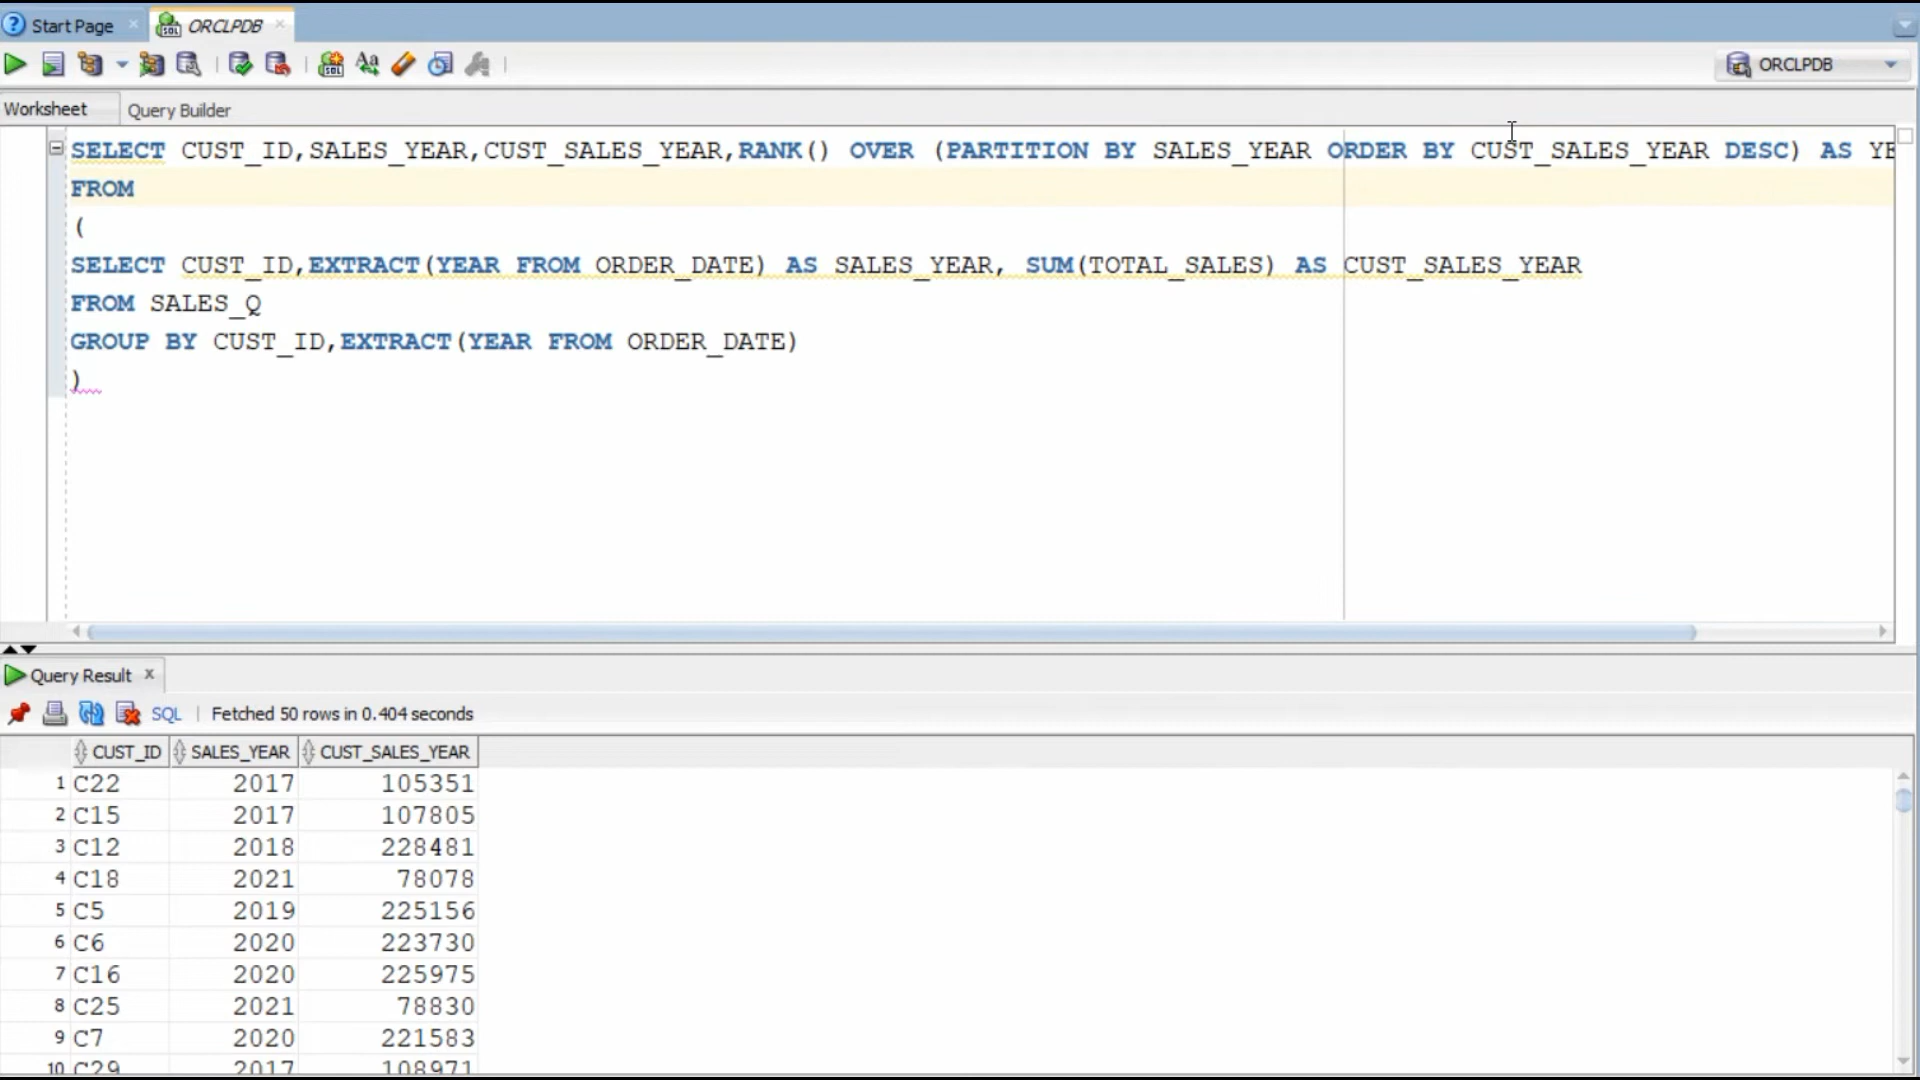 Start Page
ORCLPDB
ORCLPDB
Worksheet
Query Builder
SELECT CUST_ID,SALES_YEAR,CUST_SALES_YEAR,RANK() OVER (PARTITION BY SALES_YEAR ORDER BY CUST_SALES_YEAR DESC) AS YE
FROM
(
SELECT CUST_ID,EXTRACT(YEAR FROM ORDER_DATE) AS SALES_YEAR, SUM(TOTAL_SALES) AS CUST_SALES_YEAR
FROM SALES_Q
GROUP BY CUST_ID,EXTRACT(YEAR FROM ORDER_DATE)
)
Query Result
SQL | Fetched 50 rows in 0.404 seconds
CUST_ID SALES_YEAR CUST_SALES_YEAR
1 C22 2017 105351
2 C15 2017 107805
3 C12 2018 228481
4 C18 2021 78078
5 C5 2019 225156
6 C6 2020 223730
7 C16 2020 225975
8 C25 2021 78830
9 C7 2020 221583
10 C29 2017 108971